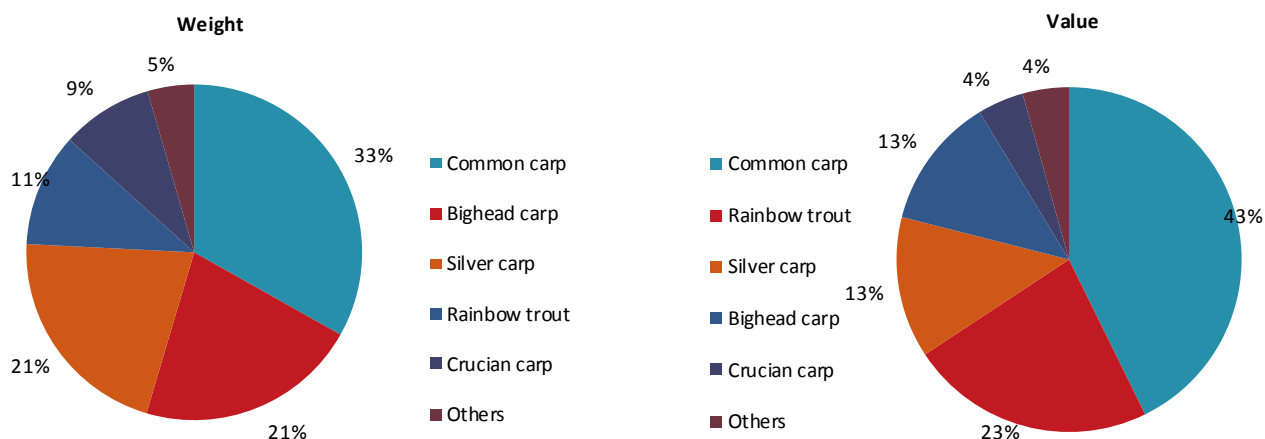 Weight
5%
9%
33%
11%
21%
21%
Common carp
Bighead carp
Silver carp
Rainbow trout
Crucian carp
Others
Value
4%
4%
13%
43%
13%
23%
Common carp
Rainbow trout
Silver carp
Bighead carp
Crucian carp
Others